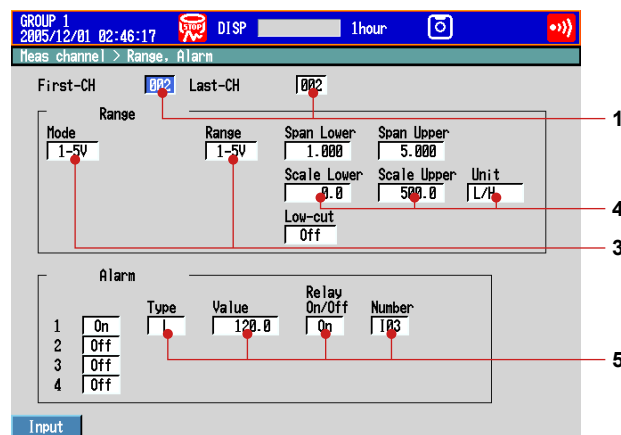 GROUP 1
2005/12/01 02:46:17 STOP DISP 1hour
Meas channel > Range, Alarm
First-CH 002 Last-CH 002
1
Range
Mode Range Span Lower Span Upper
1-5V 1-5V 1.000 5.000
Scale Lower Scale Upper Unit
0.0 500.0 L/H
4
Low-cut
Off
3
Alarm
Type Value Relay On/Off Number
1 On L 120.0 On I03
2 Off
3 Off
4 Off
5
Input